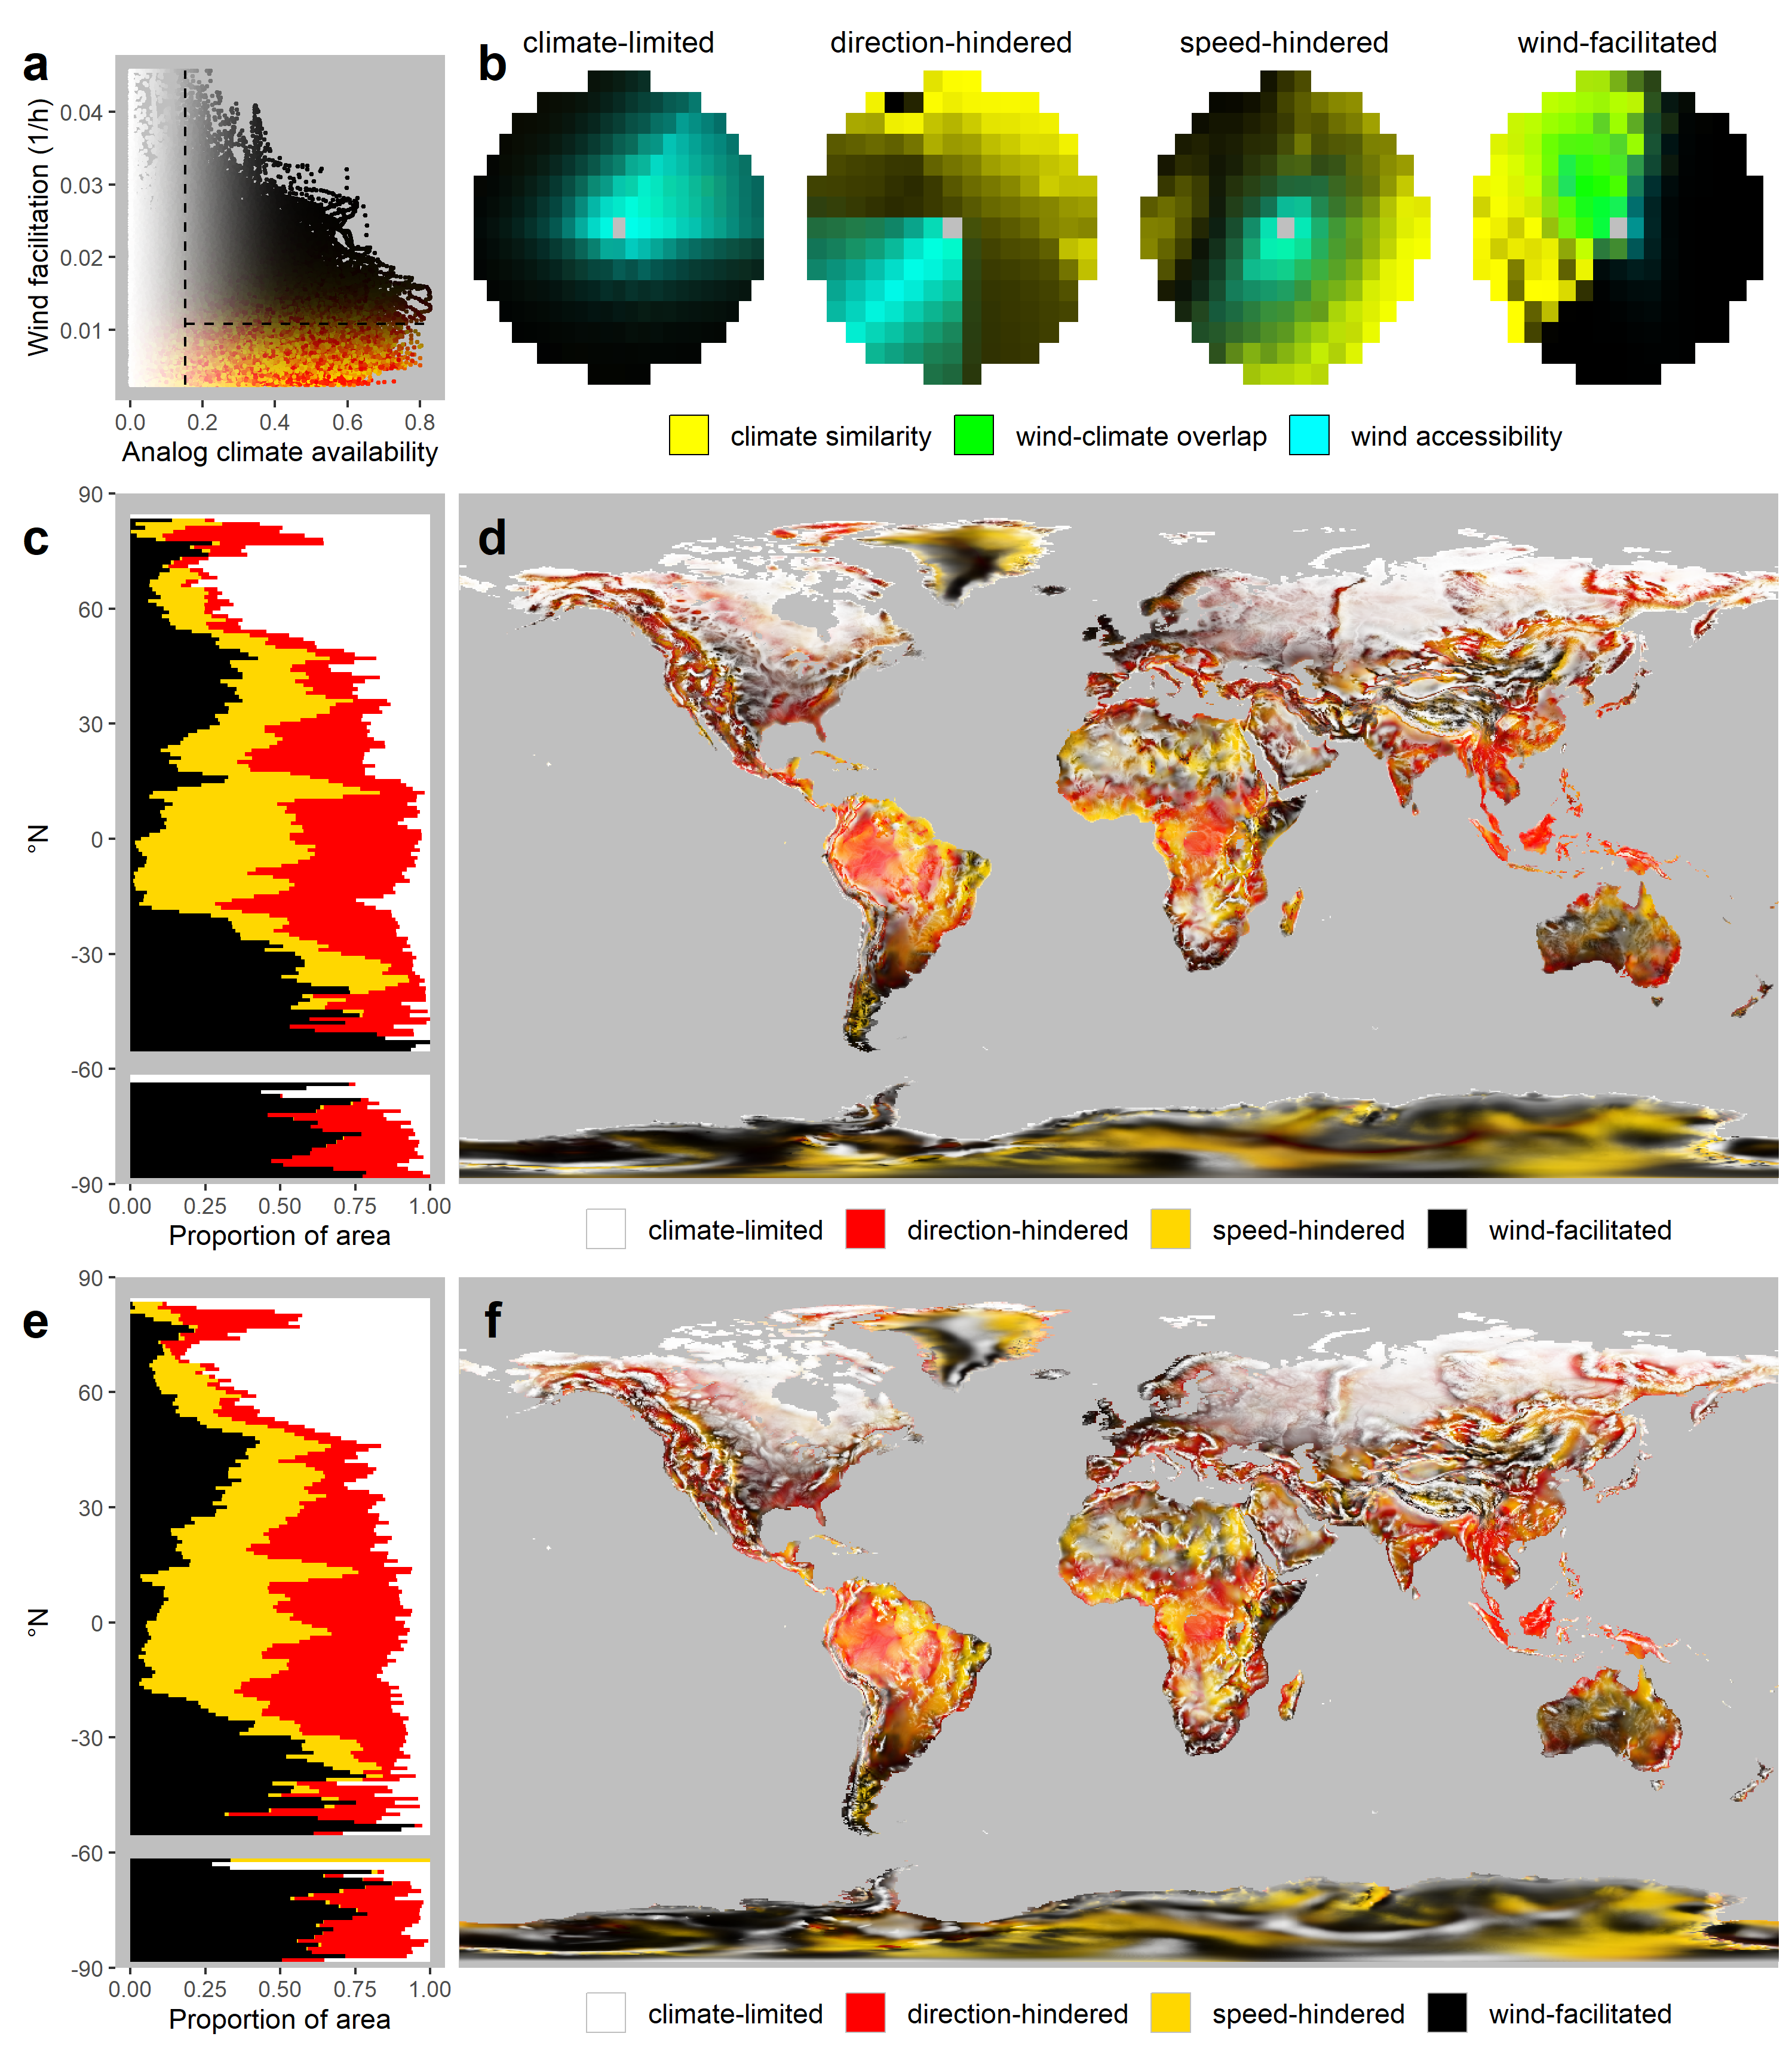 a
Wind facilitation (1/h)
0.04
0.03
0.02
0.01
0.0 0.2 0.4 0.6 0.8
Analog climate availability
b
climate-limited direction-hindered speed-hindered wind-facilitated
climate similarity wind-climate overlap wind accessibility
c
°N
90
60
30
0
-30
-60
-90
0.00 0.25 0.50 0.75 1.00
Proportion of area
d
climate-limited direction-hindered speed-hindered wind-facilitated
e
°N
90
60
30
0
-30
-60
-90
0.00 0.25 0.50 0.75 1.00
Proportion of area
f
climate-limited direction-hindered speed-hindered wind-facilitated